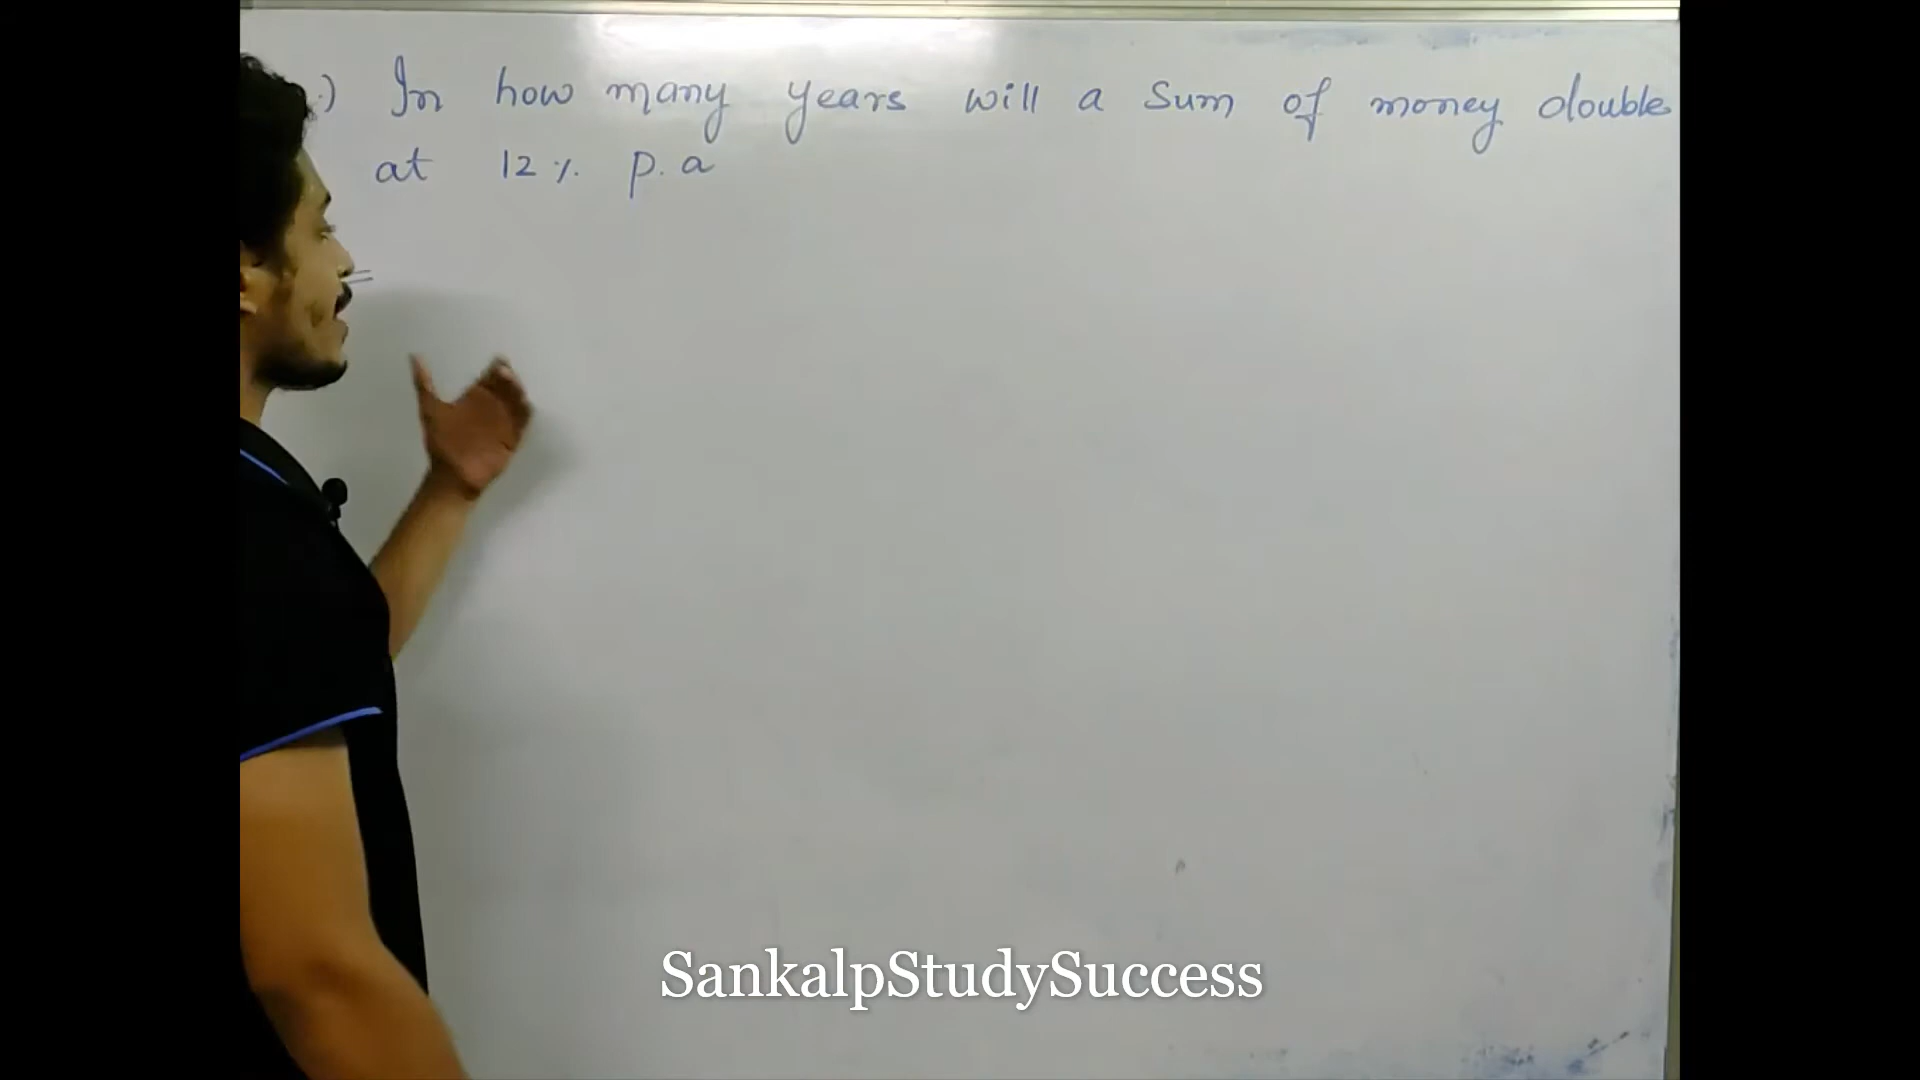 .) In how many years will a sum of money double
at 12 %. p. a
SankalpStudySuccess